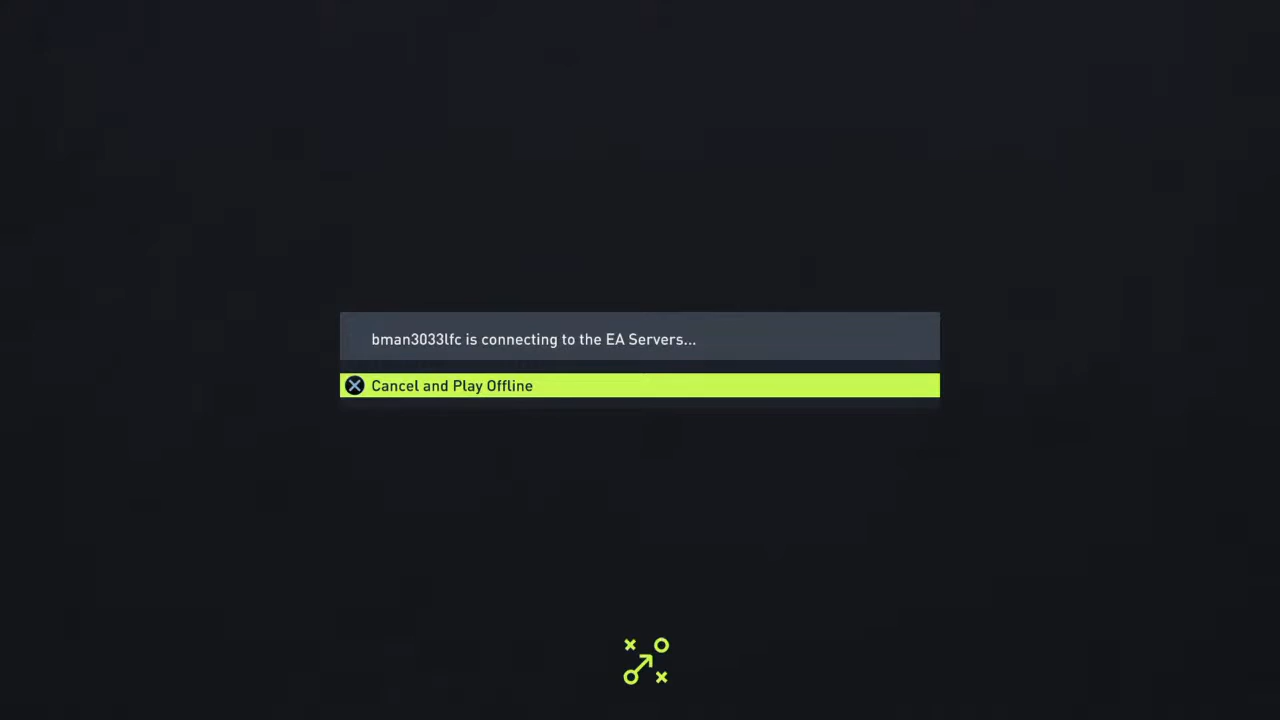 bman3033lfc is connecting to the EA Servers...
Cancel and Play Offline